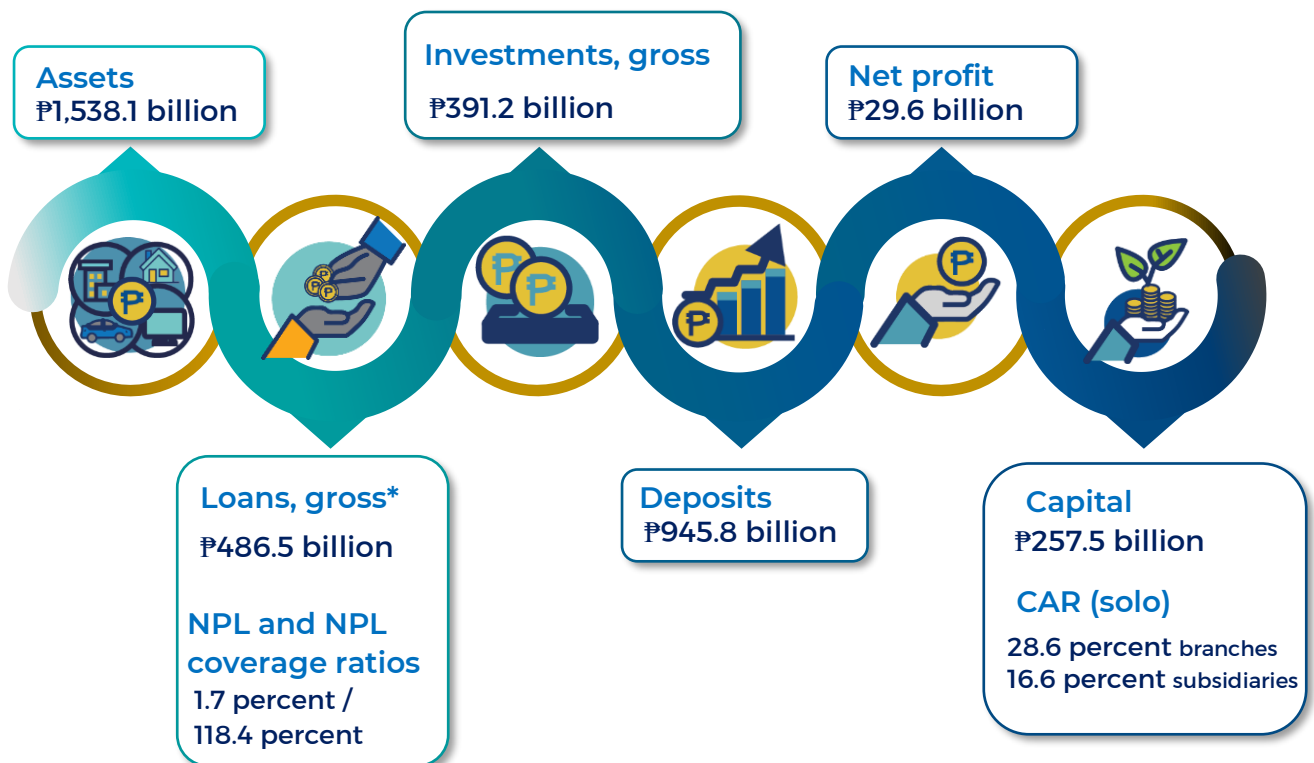 Assets
₱1,538.1 billion
Investments, gross
₱391.2 billion
Net profit
₱29.6 billion
Loans, gross*
₱486.5 billion
NPL and NPL
coverage ratios
1.7 percent /
118.4 percent
Deposits
₱945.8 billion
Capital
₱257.5 billion
CAR (solo)
28.6 percent branches
16.6 percent subsidiaries